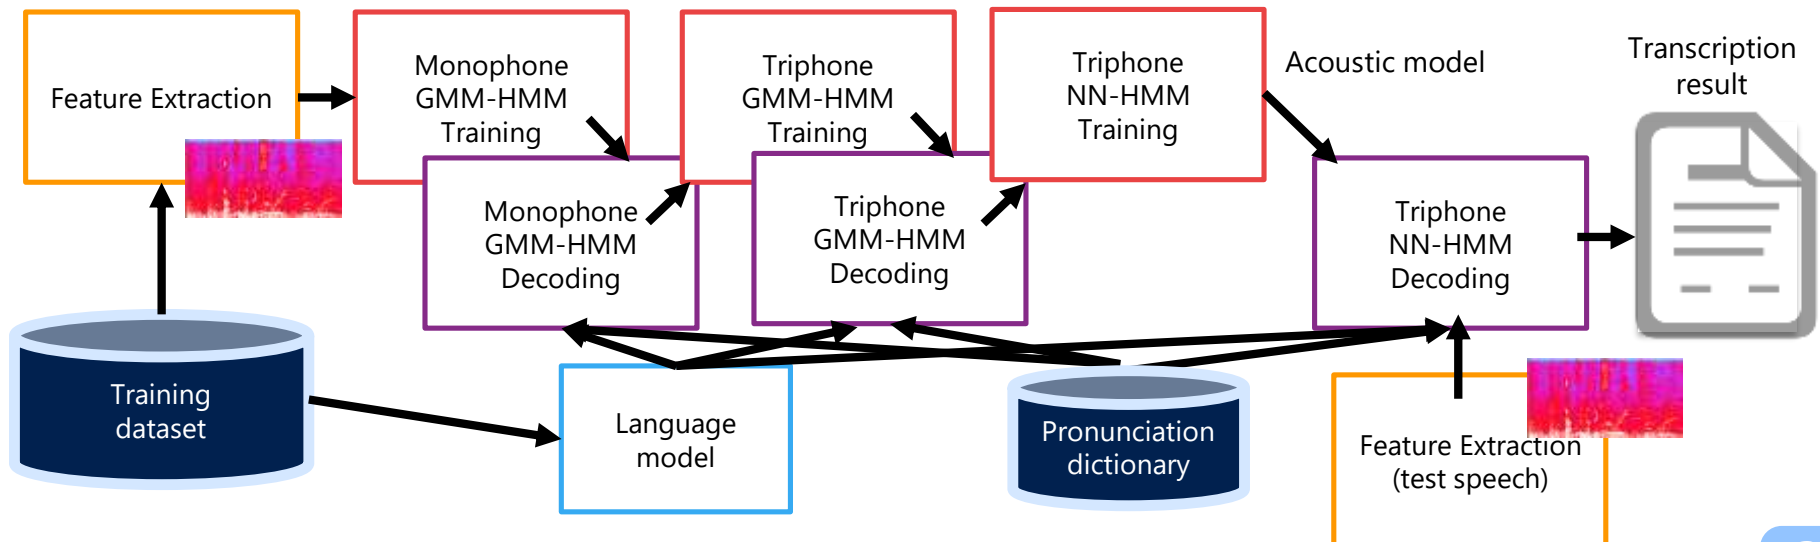 Feature Extraction
Monophone
GMM-HMM
Training
Triphone
GMM-HMM
Training
Triphone
NN-HMM
Training
Acoustic model
Transcription
result
Monophone
GMM-HMM
Decoding
Triphone
GMM-HMM
Decoding
Triphone
NN-HMM
Decoding
Training
dataset
Language
model
Pronunciation
dictionary
Feature Extraction
(test speech)